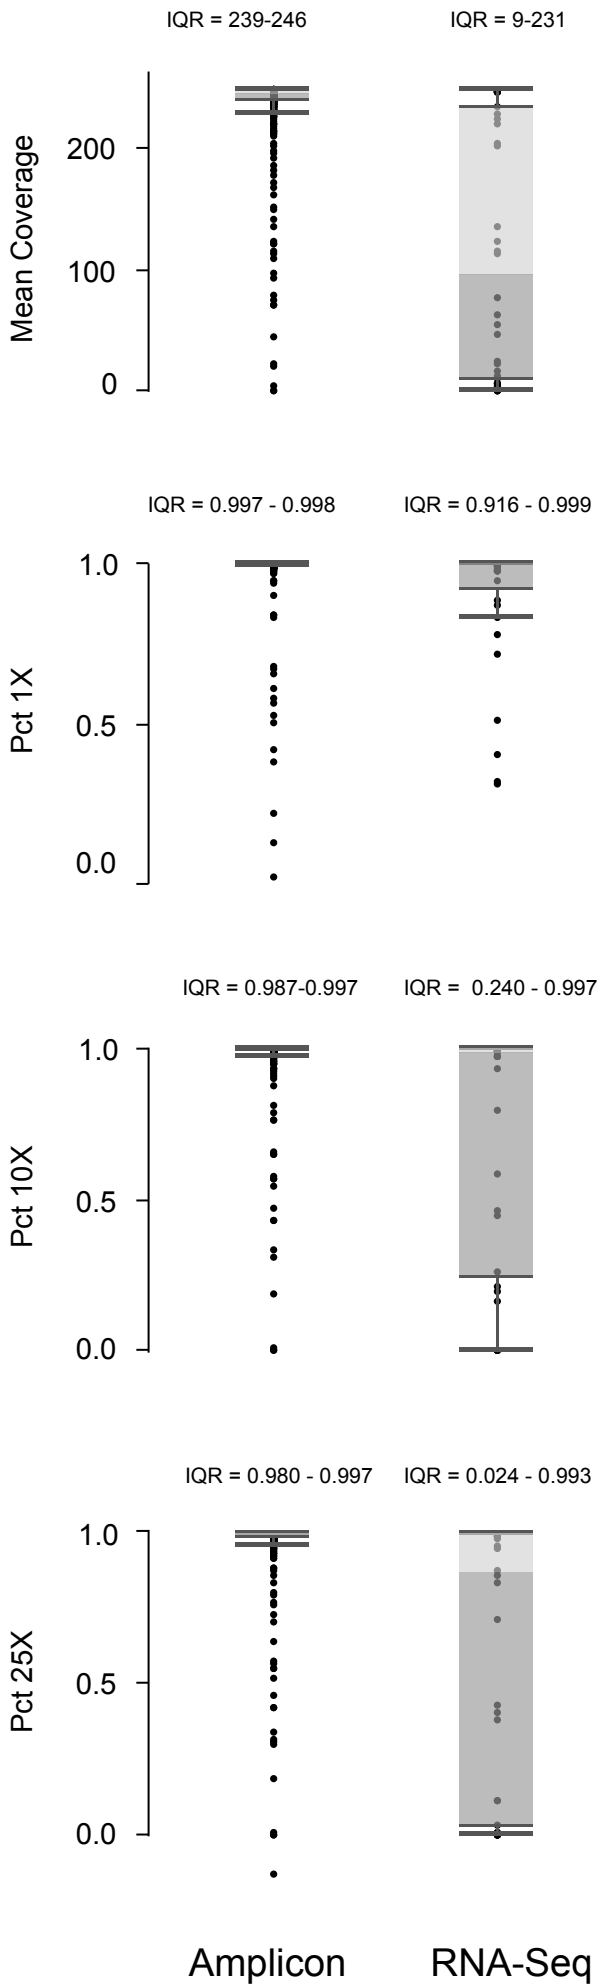 IQR = 239-246 IQR = 9-231
Mean Coverage
200
100
0
IQR = 0.997 - 0.998 IQR = 0.916 - 0.999
Pct 1X
1.0
0.5
0.0
IQR = 0.987-0.997 IQR = 0.240 - 0.997
Pct 10X
1.0
0.5
0.0
IQR = 0.980 - 0.997 IQR = 0.024 - 0.993
Pct 25X
1.0
0.5
0.0
Amplicon RNA-Seq